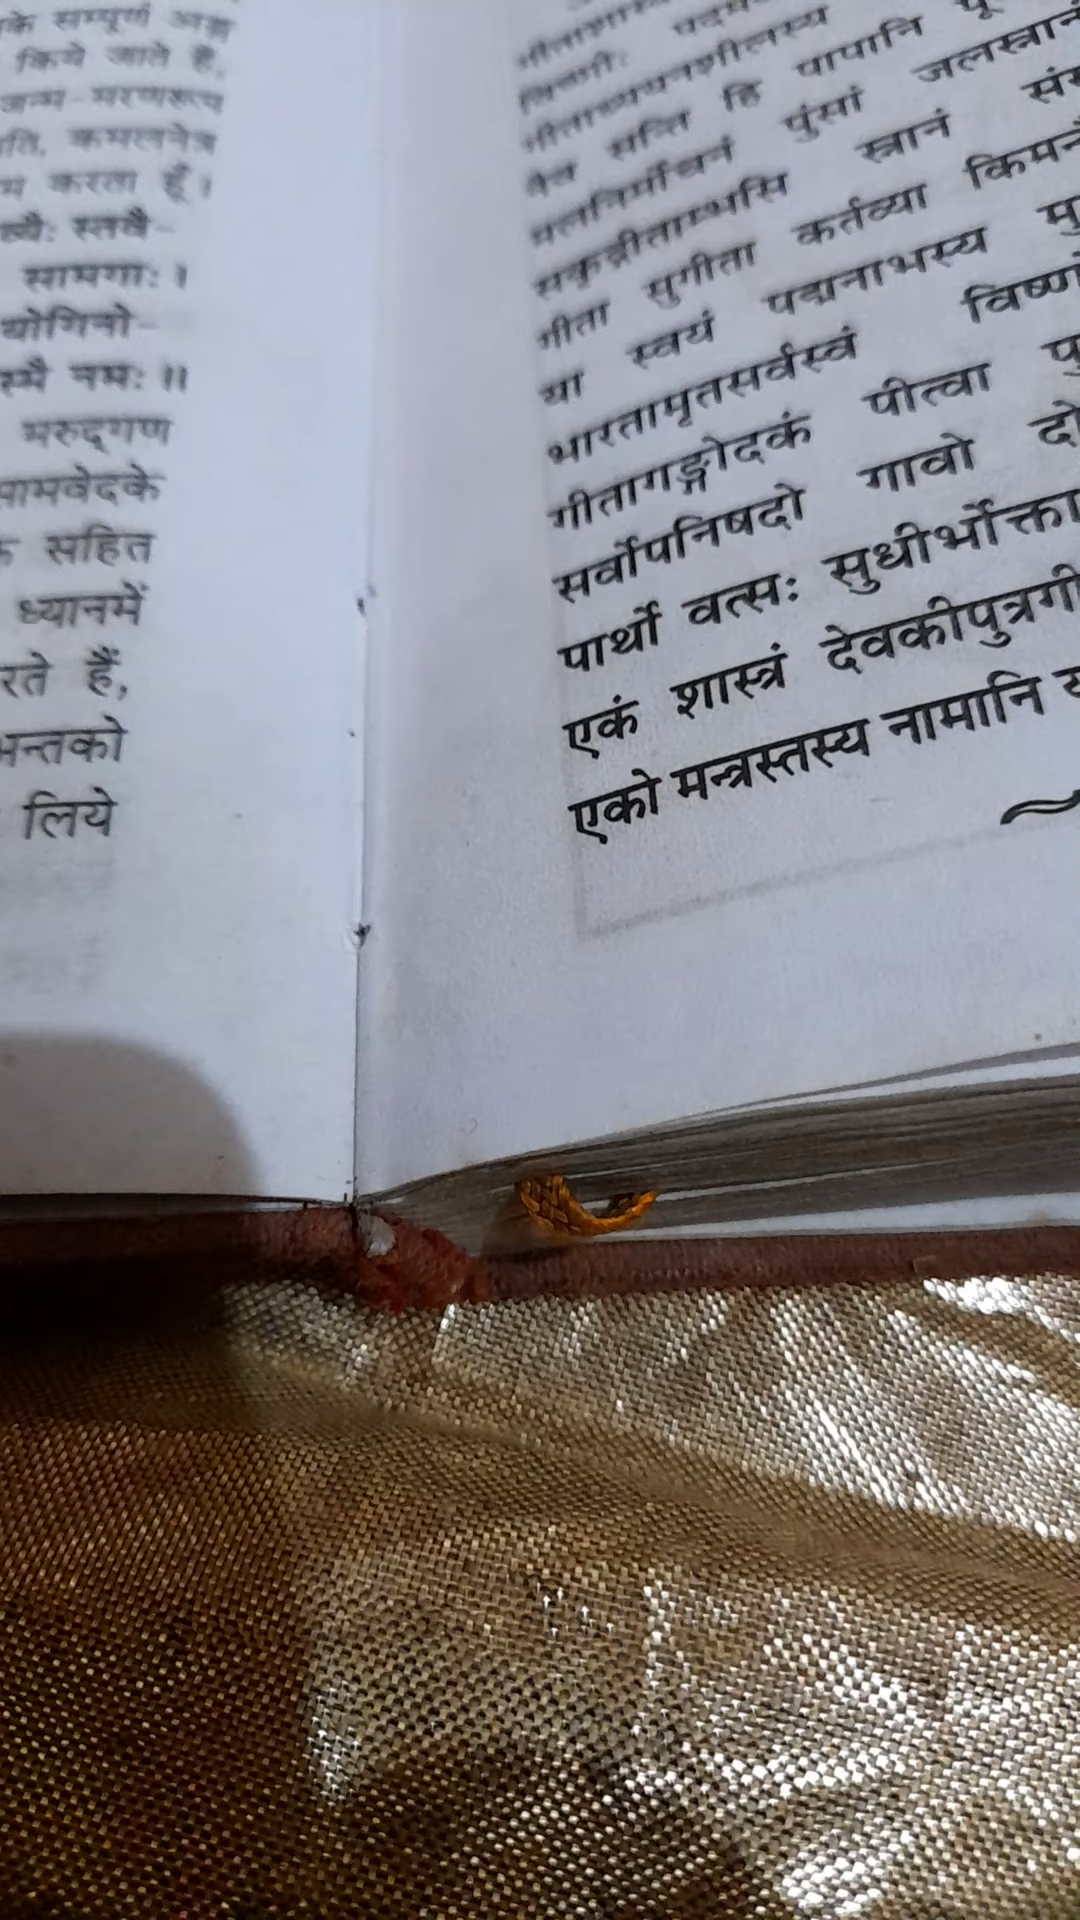 के सम्पूर्ण अङ्ग
किये जाते हैं,
जन्म-मरणरूप
ति, कमलनेत्र
म करता हूँ।
व्यैः स्तवै-
सामगाः।
योगिनो-
स्मै नमः॥
मरुद्‌गण
सामवेदके
क सहित
ध्यानमें
रते हैं,
भन्तको
लिये
गीताशास्त्र
विष्णोः पदम
गीताध्ययनशीलस्य
नैव सन्ति हि पापानि पू
मलनिर्मोचनं पुंसां जलस्नानं
सकृद्गीताम्भसि स्नानं संस
गीता सुगीता कर्तव्या किमन्
या स्वयं पद्मनाभस्य मु
भारतामृतसर्वस्वं विष्णो
गीतागङ्गोदकं पीत्वा पु
सर्वोपनिषदो गावो दो
पार्थो वत्सः सुधीर्भोक्ता
एकं शास्त्रं देवकीपुत्रगी
एको मन्त्रस्तस्य नामानि य